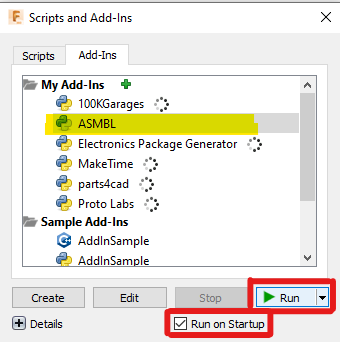 Scripts and Add-Ins
Scripts Add-Ins
My Add-Ins
100KGarages
ASMBL
Electronics Package Generator
MakeTime
parts4cad
Proto Labs
Sample Add-Ins
AddInSample
AddInSample
Create Edit Stop Run
Details Run on Startup